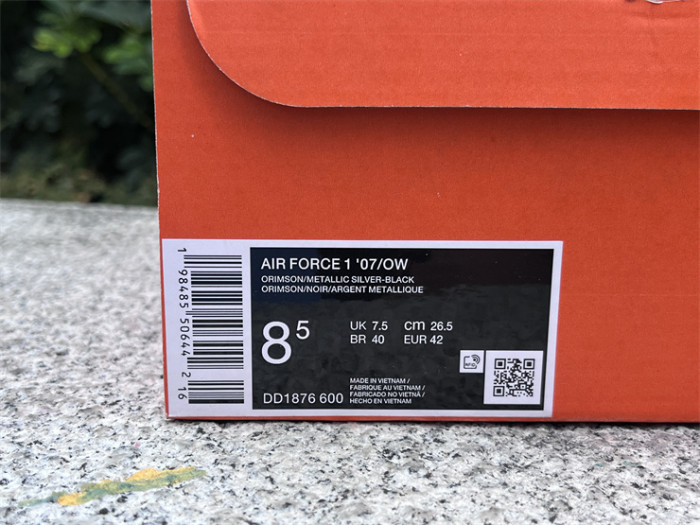 AIR FORCE 1 '07/OW
ORIMSON/METALLIC SILVER-BLACK
ORIMSON/NOIR/ARGENT METALLIQUE
8⁵
UK 7.5 cm 26.5
BR 40 EUR 42
RFID
DD1876 600
MADE IN VIETNAM /
FABRIQUE AU VIETNAM /
FABRICADO NO VIETNÃ /
HECHO EN VIETNAM
1 98485 50644 2 16